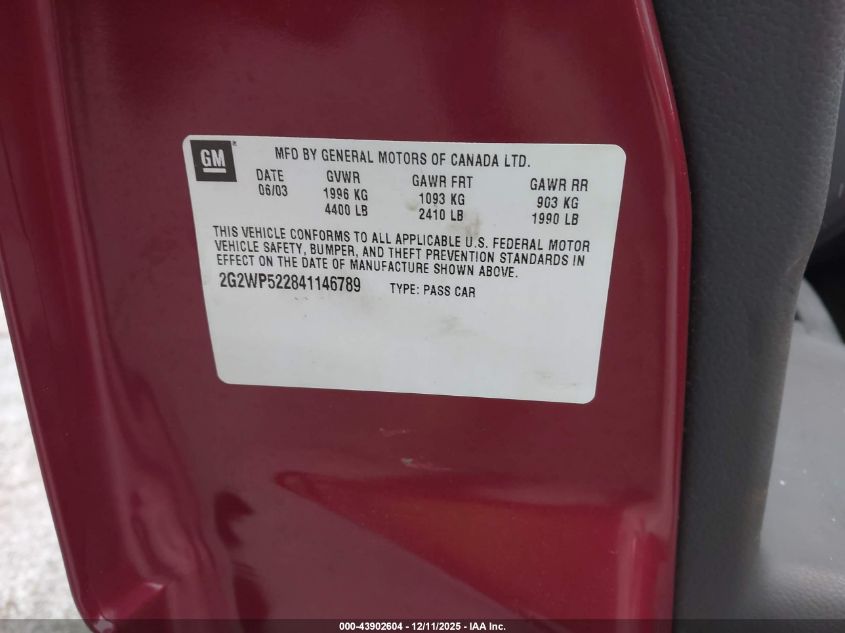 GM
MFD BY GENERAL MOTORS OF CANADA LTD.
DATE GVWR GAWR FRT GAWR RR
06/03 1996 KG 1093 KG 903 KG
4400 LB 2410 LB 1990 LB
THIS VEHICLE CONFORMS TO ALL APPLICABLE U.S. FEDERAL MOTOR
VEHICLE SAFETY, BUMPER, AND THEFT PREVENTION STANDARDS IN
EFFECT ON THE DATE OF MANUFACTURE SHOWN ABOVE.
2G2WP522841146789 TYPE: PASS CAR
000-43902604 - 12/11/2025 - IAA Inc.